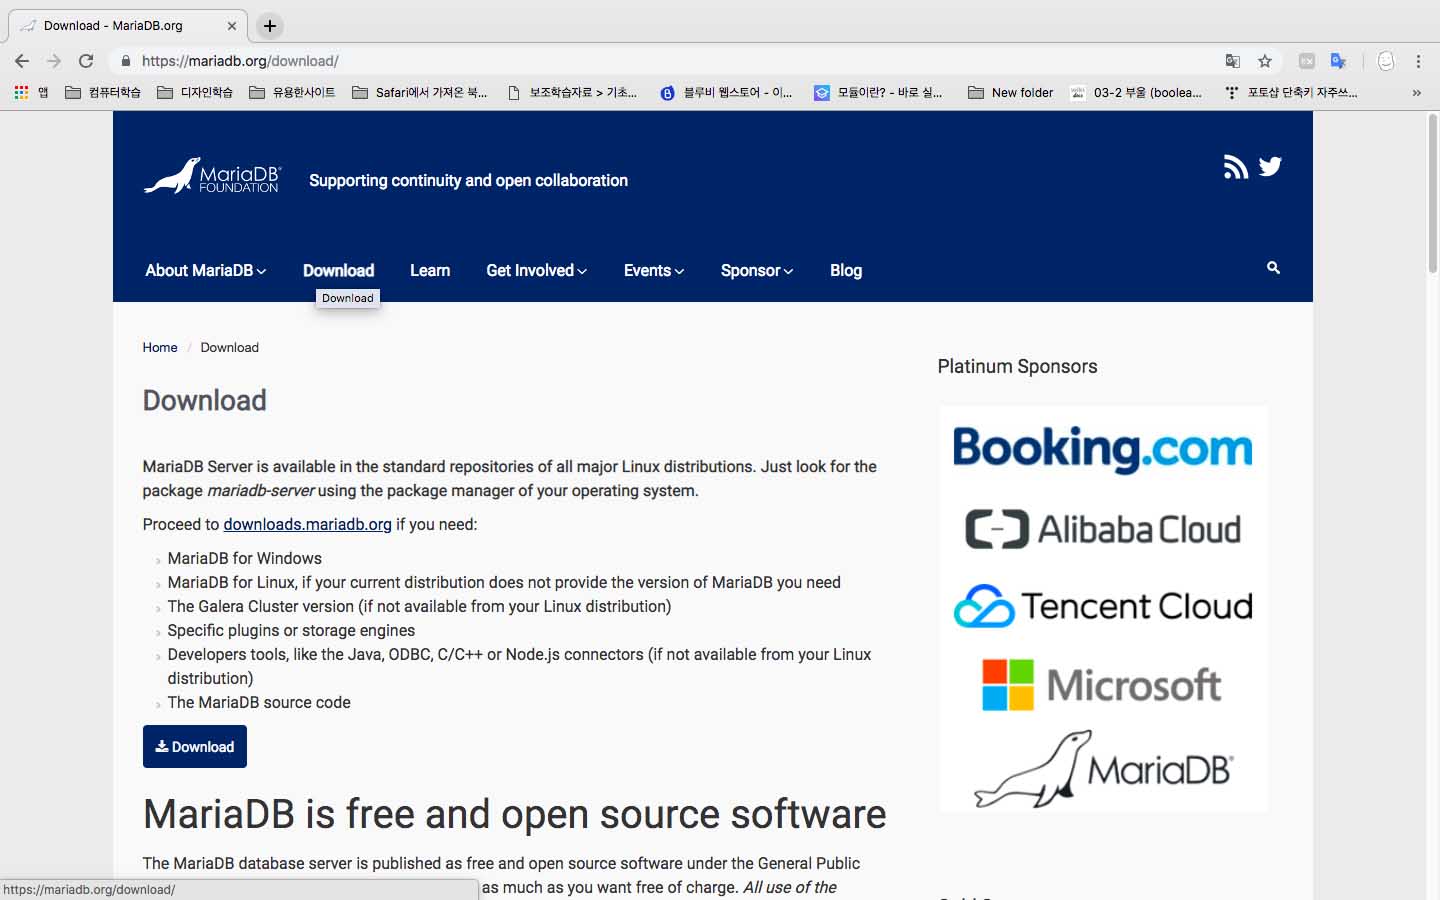 Download - MariaDB.org
https://mariadb.org/download/
앱
컴퓨터학습
디자인학습
유용한사이트
Safari에서 가져온 북...
보조학습자료 > 기초...
블루비 웹스토어 - 이...
모듈이란? - 바로 실...
New folder
03-2 부울 (boolea...
포토샵 단축키 자주쓰...
MariaDB
FOUNDATION
Supporting continuity and open collaboration
About MariaDB
Download
Learn
Get Involved
Events
Sponsor
Blog
Download
Home / Download
Download
MariaDB Server is available in the standard repositories of all major Linux distributions. Just look for the
package mariadb-server using the package manager of your operating system.
Proceed to downloads.mariadb.org if you need:
MariaDB for Windows
MariaDB for Linux, if your current distribution does not provide the version of MariaDB you need
The Galera Cluster version (if not available from your Linux distribution)
Specific plugins or storage engines
Developers tools, like the Java, ODBC, C/C++ or Node.js connectors (if not available from your Linux
distribution)
The MariaDB source code
Download
MariaDB is free and open source software
The MariaDB database server is published as free and open source software under the General Public
as much as you want free of charge. All use of the
https://mariadb.org/download/
Platinum Sponsors
Booking.com
Alibaba Cloud
Tencent Cloud
Microsoft
MariaDB